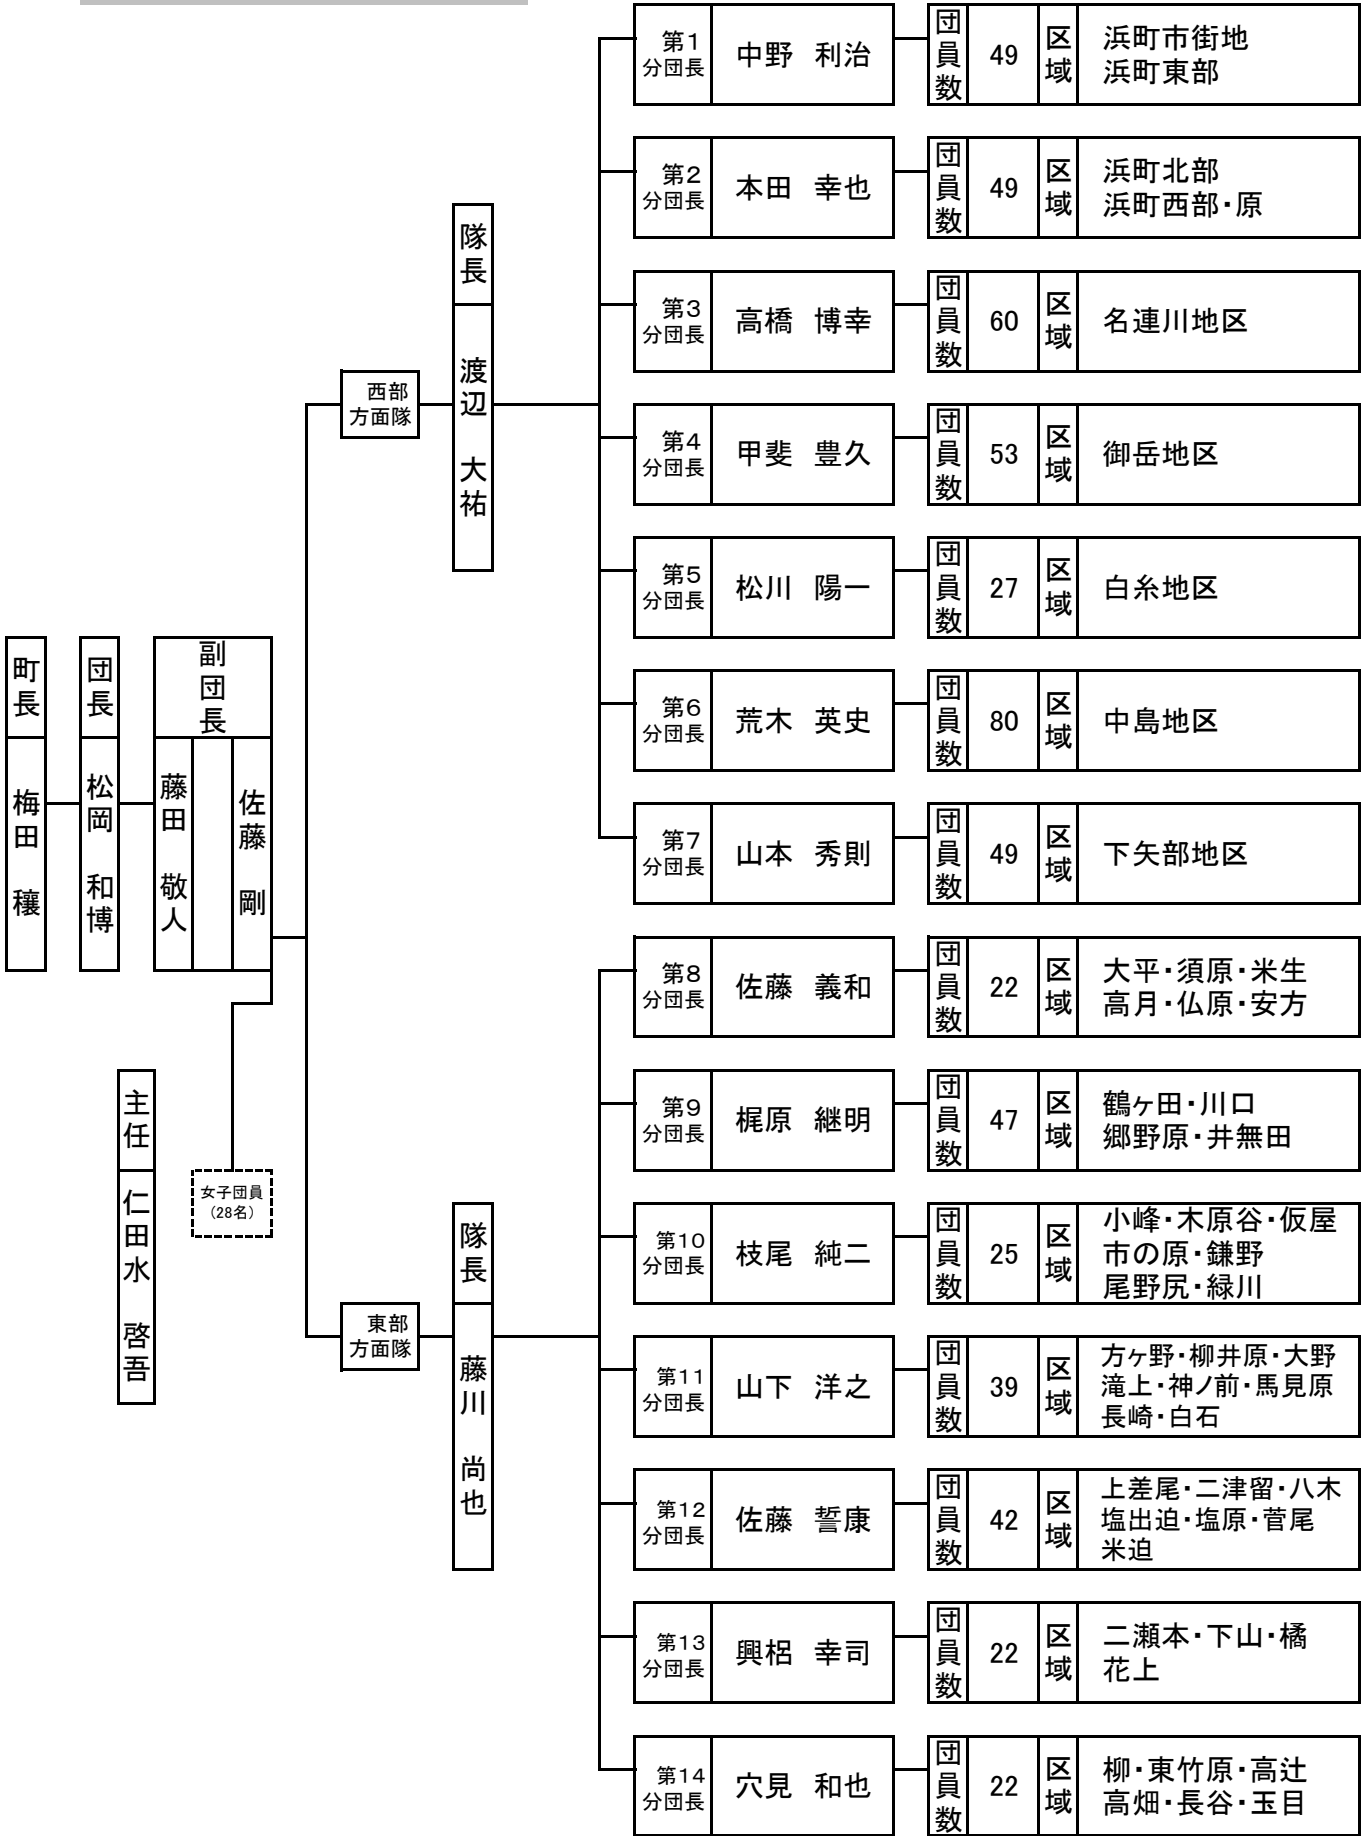 町長
梅田　穰
団長
松岡　和博
副団長
藤田　敬人
佐藤　剛
主任
仁田水　啓吾
女子団員
（28名）
西部
方面隊
隊長
渡辺　大祐
第1
分団長
中野　利治
団員数
49
区域
浜町市街地
浜町東部
第2
分団長
本田　幸也
団員数
49
区域
浜町北部
浜町西部・原
第3
分団長
高橋　博幸
団員数
60
区域
名連川地区
第4
分団長
甲斐　豊久
団員数
53
区域
御岳地区
第5
分団長
松川　陽一
団員数
27
区域
白糸地区
第6
分団長
荒木　英史
団員数
80
区域
中島地区
第7
分団長
山本　秀則
団員数
49
区域
下矢部地区
東部
方面隊
隊長
藤川　尚也
第8
分団長
佐藤　義和
団員数
22
区域
大平・須原・米生
高月・仏原・安方
第9
分団長
梶原　継明
団員数
47
区域
鶴ヶ田・川口
郷野原・井無田
第10
分団長
枝尾　純二
団員数
25
区域
小峰・木原谷・仮屋
市の原・鎌野
尾野尻・緑川
第11
分団長
山下　洋之
団員数
39
区域
方ヶ野・柳井原・大野
滝上・神ノ前・馬見原
長崎・白石
第12
分団長
佐藤　誓康
団員数
42
区域
上差尾・二津留・八木
塩出迫・塩原・菅尾
米迫
第13
分団長
興梠　幸司
団員数
22
区域
二瀬本・下山・橘
花上
第14
分団長
穴見　和也
団員数
22
区域
柳・東竹原・高辻
高畑・長谷・玉目